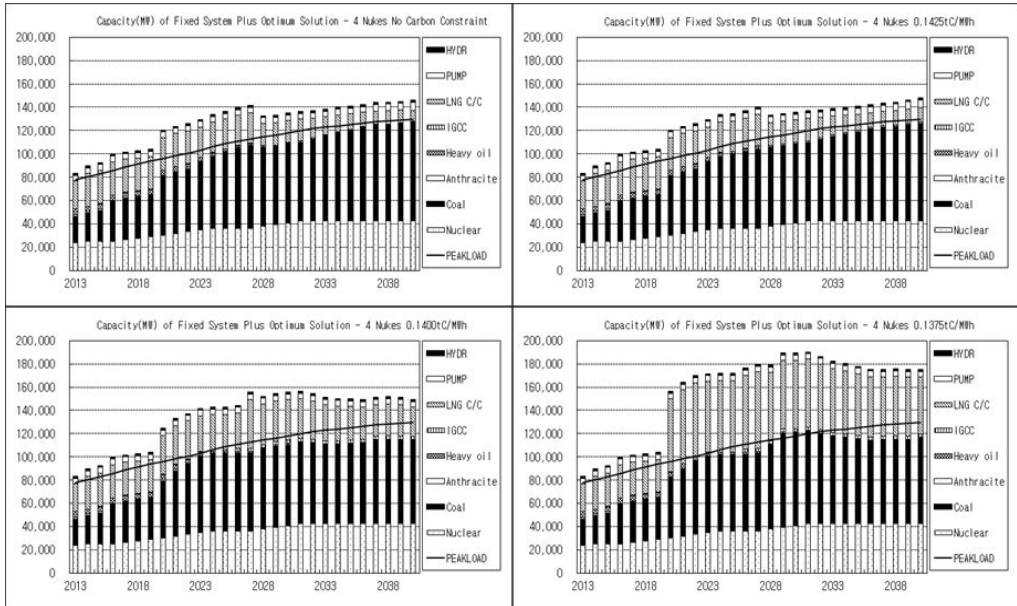 Capacity(MW) of Fixed System Plus Optimum Solution - 4 Nukes No Carbon Constraint
200,000
180,000
160,000
140,000
120,000
100,000
80,000
60,000
40,000
20,000
0
2013 2018 2023 2028 2033 2038
HYDR
PUMP
LNG C/C
IGCC
Heavy oil
Anthracite
Coal
Nuclear
PEAKLOAD
Capacity(MW) of Fixed System Plus Optimum Solution - 4 Nukes 0.1425tC/MWh
200,000
180,000
160,000
140,000
120,000
100,000
80,000
60,000
40,000
20,000
0
2013 2018 2023 2028 2033 2038
HYDR
PUMP
LNG C/C
IGCC
Heavy oil
Anthracite
Coal
Nuclear
PEAKLOAD
Capacity(MW) of Fixed System Plus Optimum Solution - 4 Nukes 0.1400tC/MWh
200,000
180,000
160,000
140,000
120,000
100,000
80,000
60,000
40,000
20,000
0
2013 2018 2023 2028 2033 2038
HYDR
PUMP
LNG C/C
IGCC
Heavy oil
Anthracite
Coal
Nuclear
PEAKLOAD
Capacity(MW) of Fixed System Plus Optimum Solution - 4 Nukes 0.1375tC/MWh
200,000
180,000
160,000
140,000
120,000
100,000
80,000
60,000
40,000
20,000
0
2013 2018 2023 2028 2033 2038
HYDR
PUMP
LNG C/C
IGCC
Heavy oil
Anthracite
Coal
Nuclear
PEAKLOAD